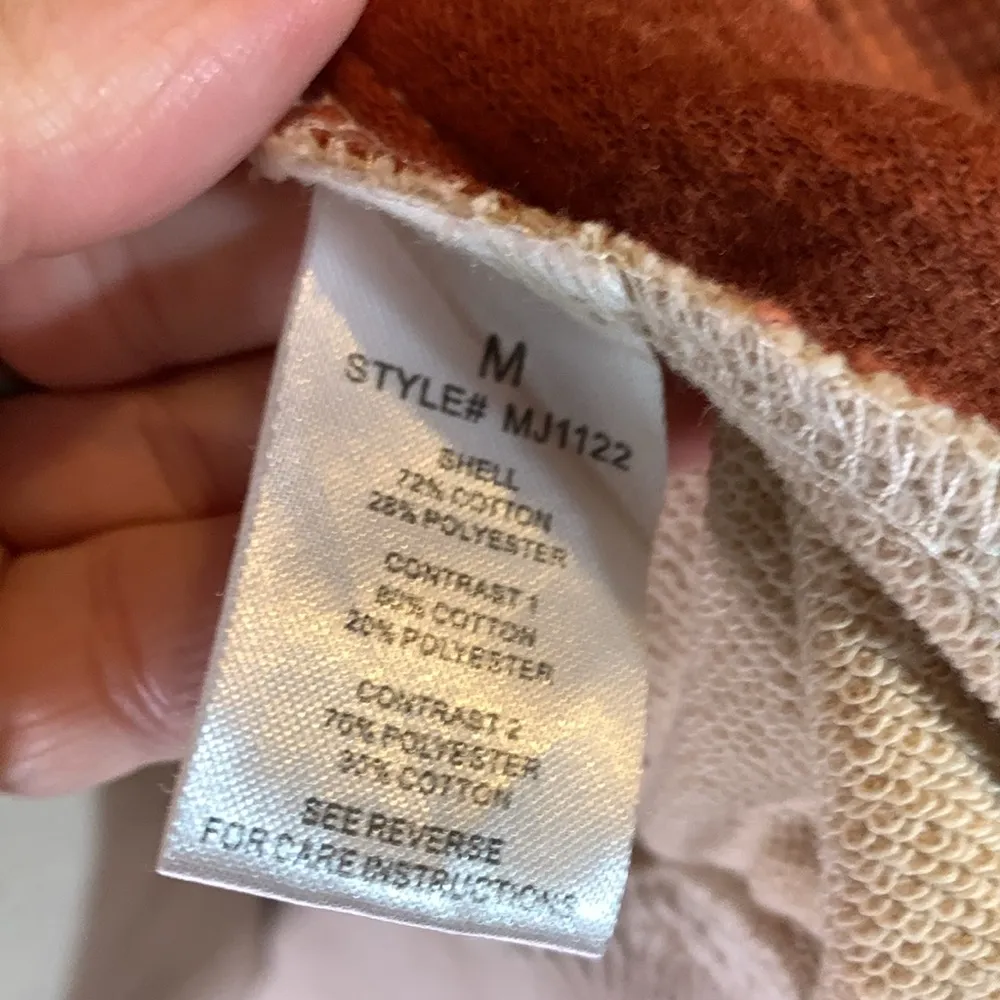 M
STYLE# MJ1122
SHELL
72% COTTON
28% POLYESTER
CONTRAST 1
80% COTTON
20% POLYESTER
CONTRAST 2
70% POLYESTER
30% COTTON
SEE REVERSE
FOR CARE INSTRUCTIONS